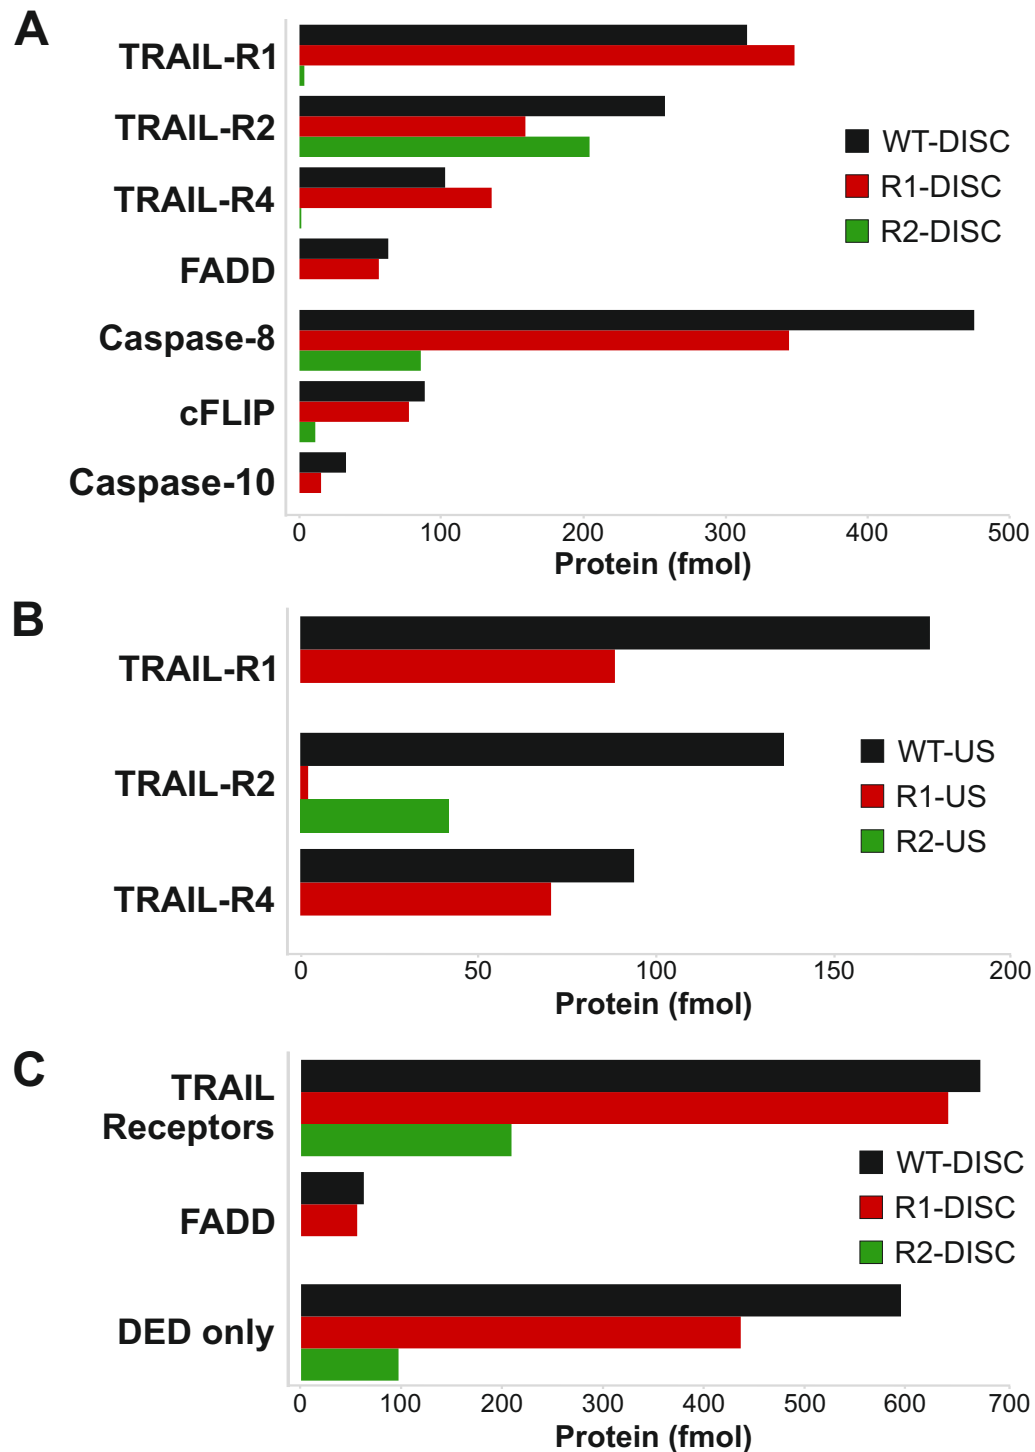 A
TRAIL-R1
TRAIL-R2
TRAIL-R4
FADD
Caspase-8
cFLIP
Caspase-10
WT-DISC
R1-DISC
R2-DISC
0 100 200 300 400 500
Protein (fmol)
B
TRAIL-R1
TRAIL-R2
TRAIL-R4
WT-US
R1-US
R2-US
0 50 100 150 200
Protein (fmol)
C
TRAIL
Receptors
FADD
DED only
WT-DISC
R1-DISC
R2-DISC
0 100 200 300 400 500 600 700
Protein (fmol)